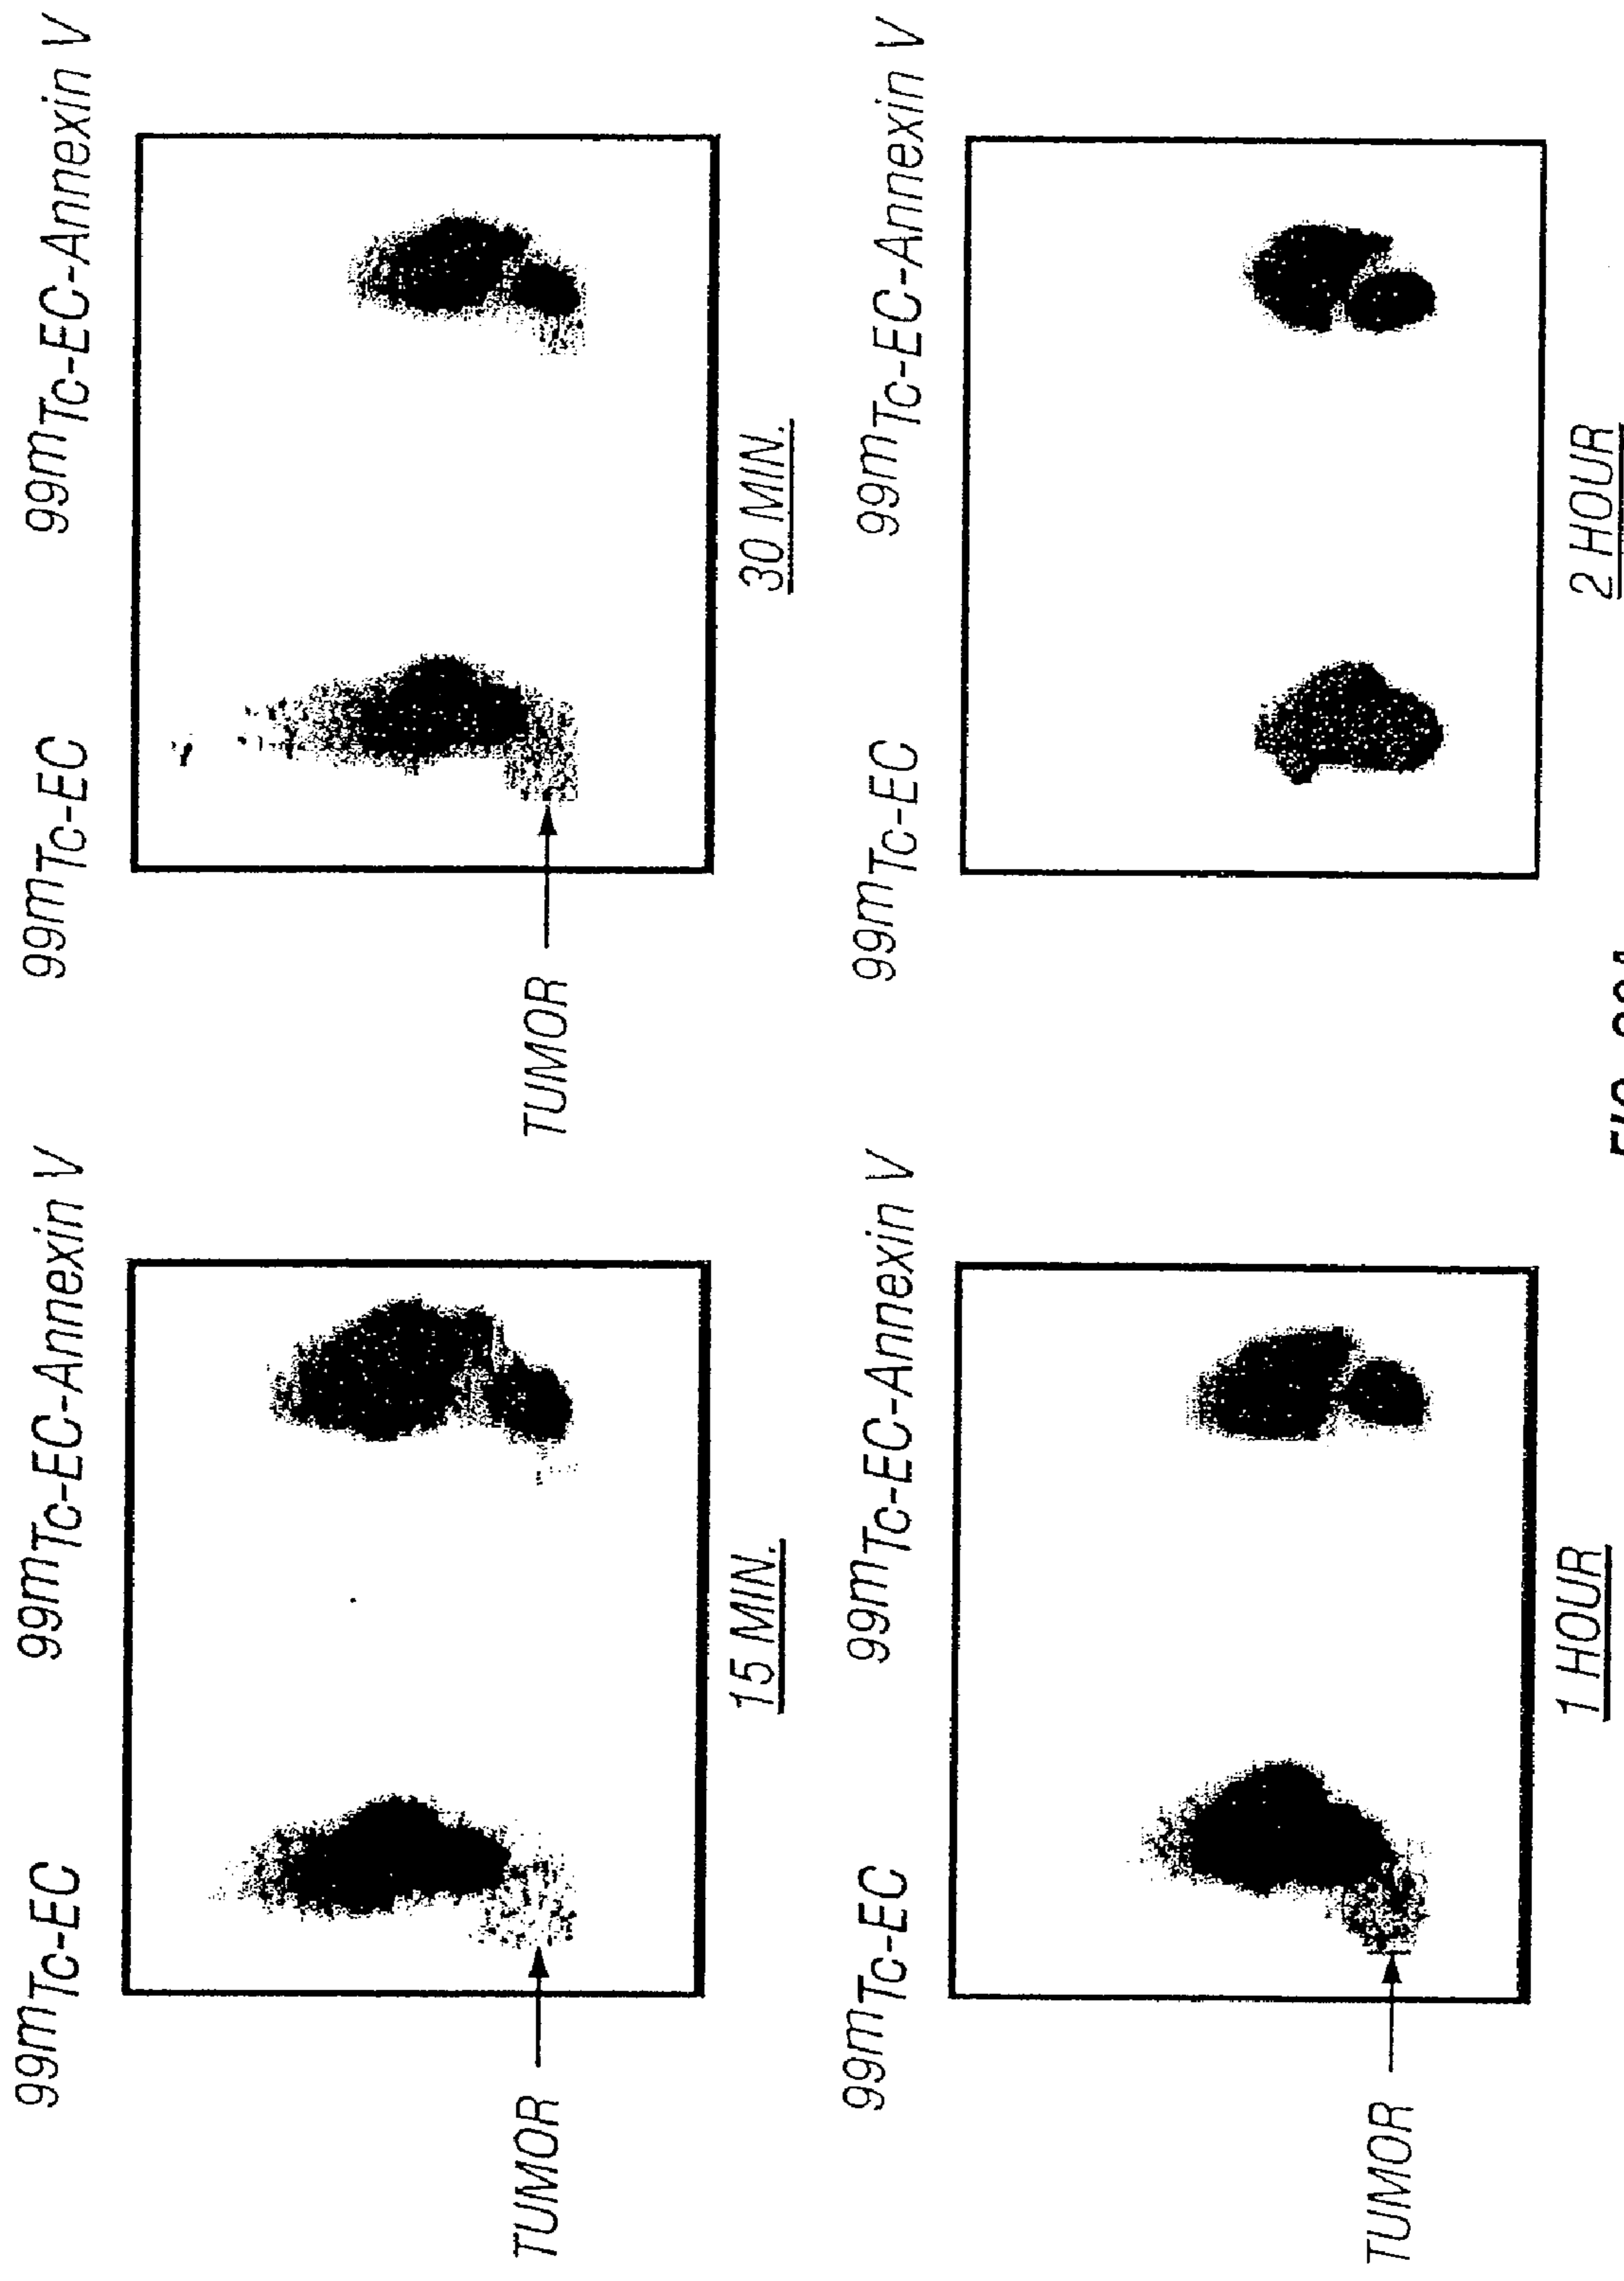 99mTc-EC 99mTc-EC-Annexin V 99mTc-EC 99mTc-EC-Annexin V
TUMOR TUMOR
15 MIN. 30 MIN.
99mTc-EC 99mTc-EC-Annexin V 99mTc-EC 99mTc-EC-Annexin V
TUMOR
1 HOUR 2 HOUR
FIG.